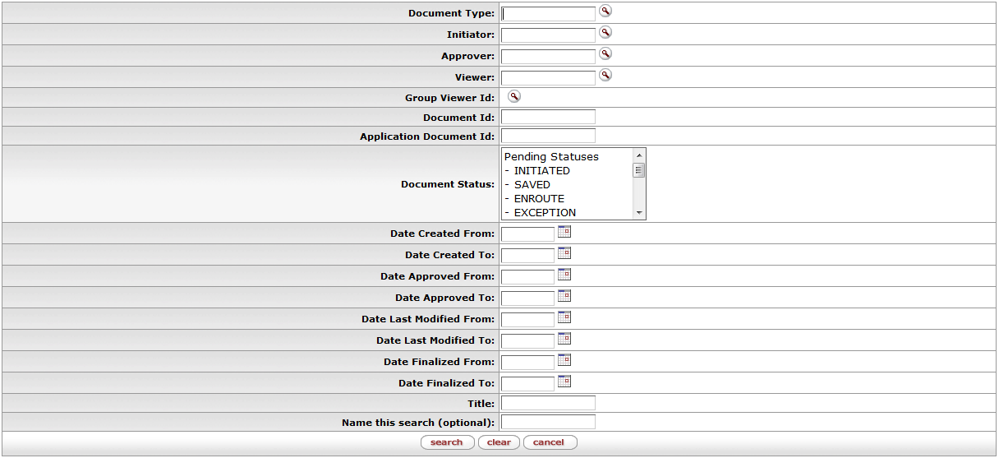 Document Type:
Initiator:
Approver:
Viewer:
Group Viewer Id:
Document Id:
Application Document Id:
Document Status:
Pending Statuses
- INITIATED
- SAVED
- ENROUTE
- EXCEPTION
Date Created From:
Date Created To:
Date Approved From:
Date Approved To:
Date Last Modified From:
Date Last Modified To:
Date Finalized From:
Date Finalized To:
Title:
Name this search (optional):
search clear cancel